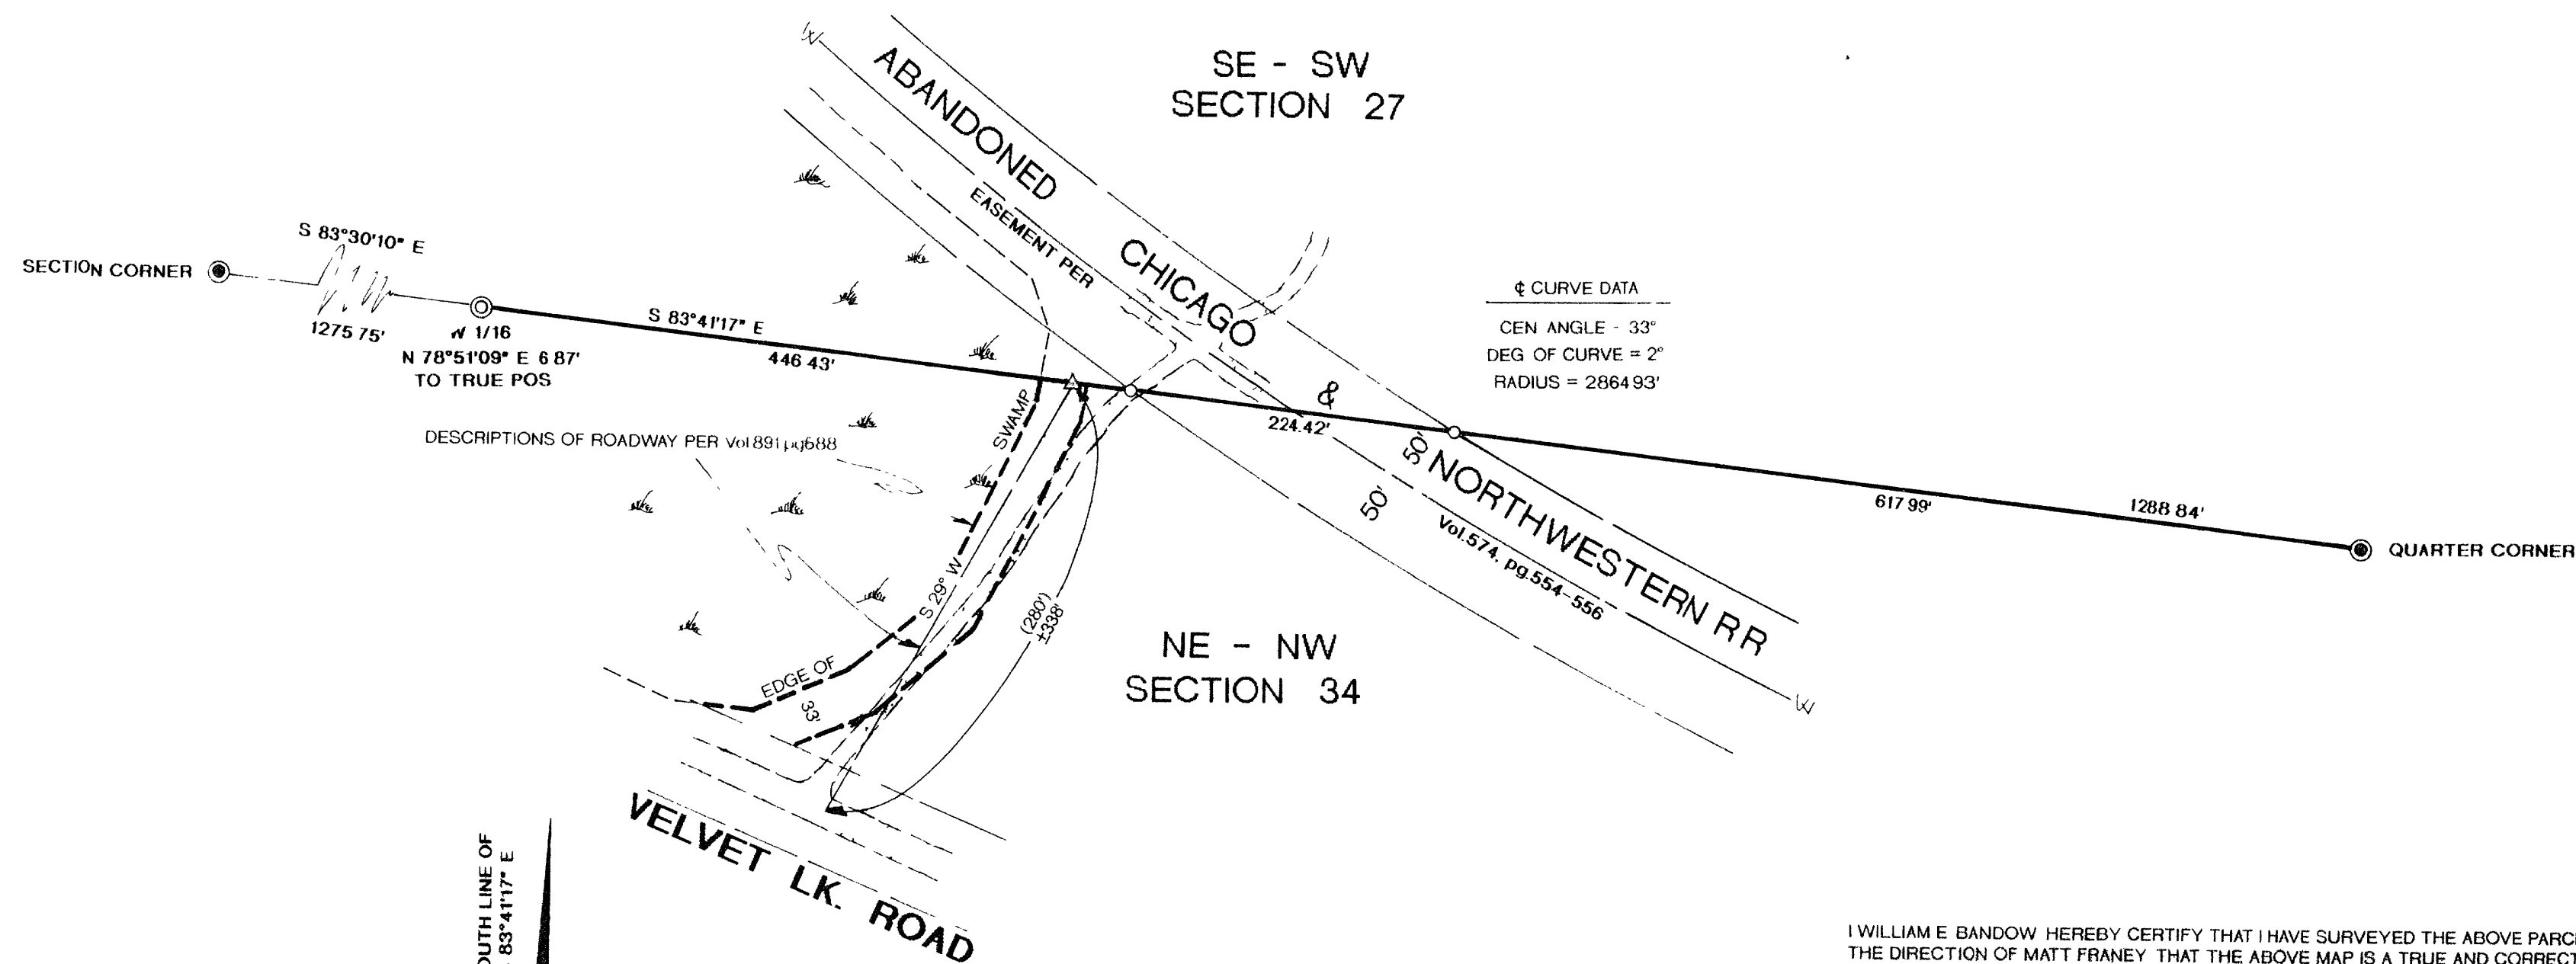 SE - SW
SECTION 27
ABANDONED
CHICAGO
&
NORTHWESTERN R R
EASEMENT PER
Vol.574, pg.554-556
50'
50'
S 83°30'10" E
SECTION CORNER
1275 75'
W 1/16
N 78°51'09" E 6 87'
TO TRUE POS
S 83°41'17" E
446 43'
₵ CURVE DATA
CEN ANGLE - 33°
DEG OF CURVE = 2°
RADIUS = 2864 93'
224.42'
617 99'
1288 84'
QUARTER CORNER
DESCRIPTIONS OF ROADWAY PER Vol 891 pg688
SWAMP
EDGE OF
S 29° W
33'
(280')
±338'
NE - NW
SECTION 34
VELVET LK. ROAD
OUTH LINE OF
83°41'17" E
I WILLIAM E BANDOW HEREBY CERTIFY THAT I HAVE SURVEYED THE ABOVE PARC
THE DIRECTION OF MATT FRANEY THAT THE ABOVE MAP IS A TRUE AND CORRECT